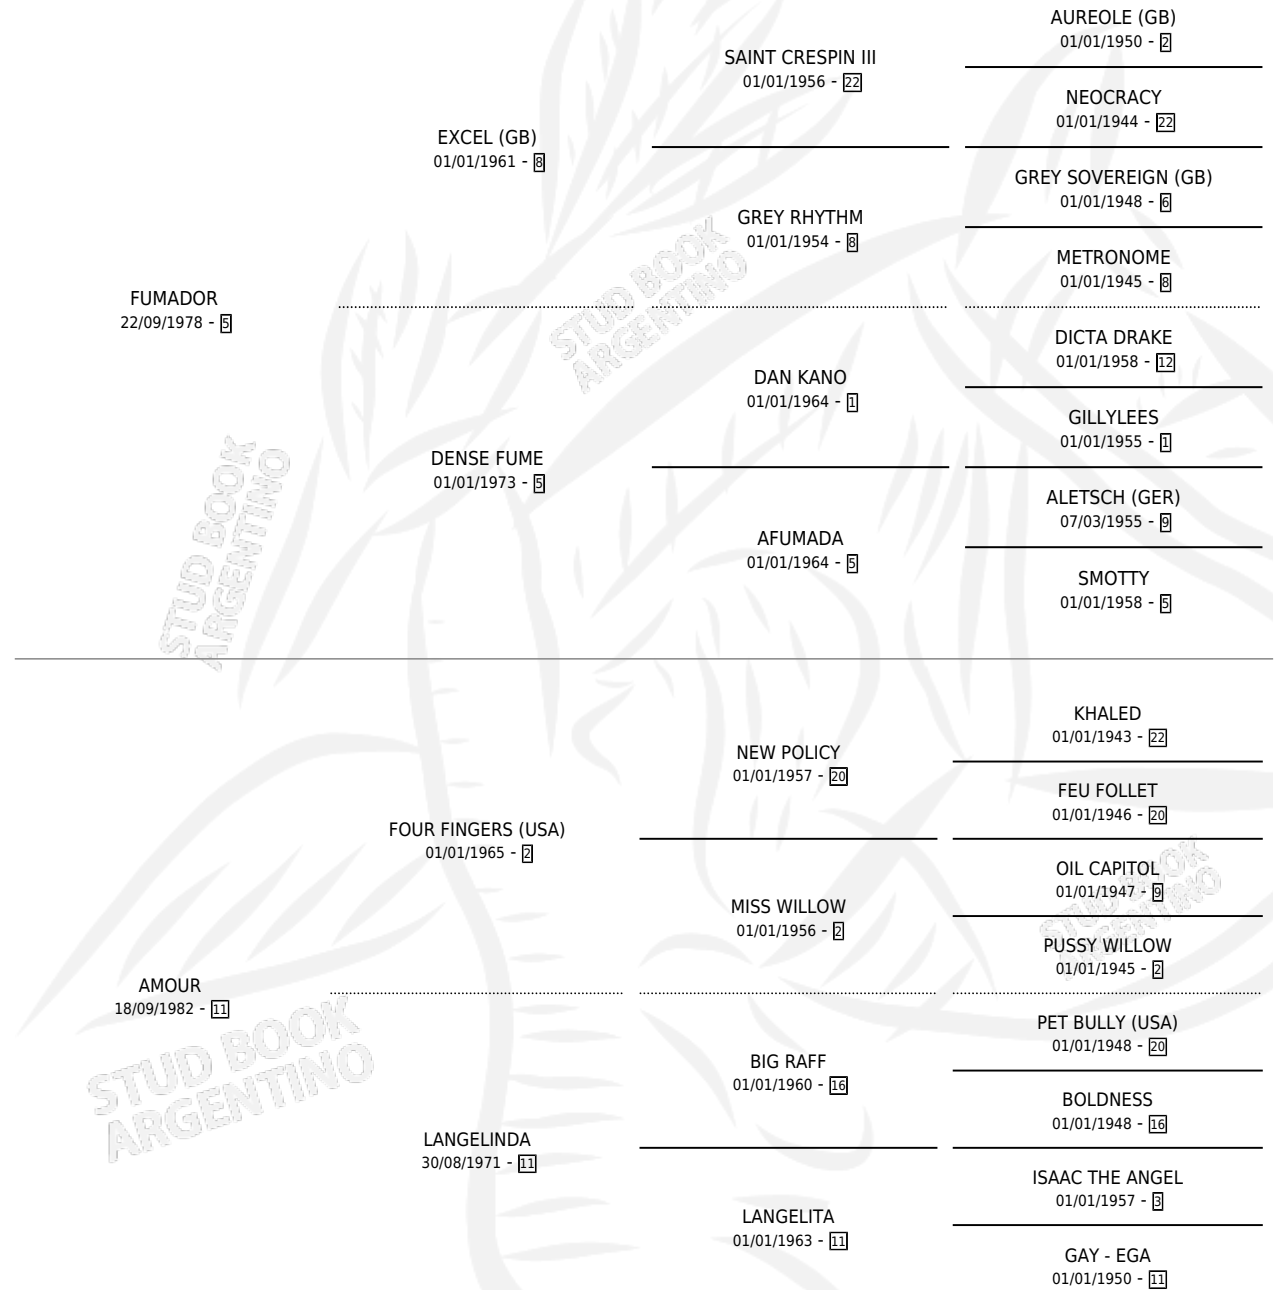 AUREOLE (GB)
01/01/1950 - 2
SAINT CRESPIN III
01/01/1956 - 22
NEOCRACY
01/01/1944 - 22
EXCEL (GB)
01/01/1961 - 8
GREY SOVEREIGN (GB)
01/01/1948 - 6
GREY RHYTHM
01/01/1954 - 8
METRONOME
01/01/1945 - 8
FUMADOR
22/09/1978 - 5
DICTA DRAKE
01/01/1958 - 12
DAN KANO
01/01/1964 - 1
GILLYLEES
01/01/1955 - 1
DENSE FUME
01/01/1973 - 5
ALETSCH (GER)
07/03/1955 - 9
AFUMADA
01/01/1964 - 5
SMOTTY
01/01/1958 - 5
KHALED
01/01/1943 - 22
NEW POLICY
01/01/1957 - 20
FEU FOLLET
01/01/1946 - 20
FOUR FINGERS (USA)
01/01/1965 - 2
OIL CAPITOL
01/01/1947 - 9
MISS WILLOW
01/01/1956 - 2
PUSSY WILLOW
01/01/1945 - 2
AMOUR
18/09/1982 - 11
PET BULLY (USA)
01/01/1948 - 20
BIG RAFF
01/01/1960 - 16
BOLDNESS
01/01/1948 - 16
LANGELINDA
30/08/1971 - 11
ISAAC THE ANGEL
01/01/1957 - 3
LANGELITA
01/01/1963 - 11
GAY - EGA
01/01/1950 - 11
STUD BOOK
ARGENTINO
STUD BOOK
ARGENTINO
STUD BOOK
ARGENTINO
STUD BOOK
ARGENTINO